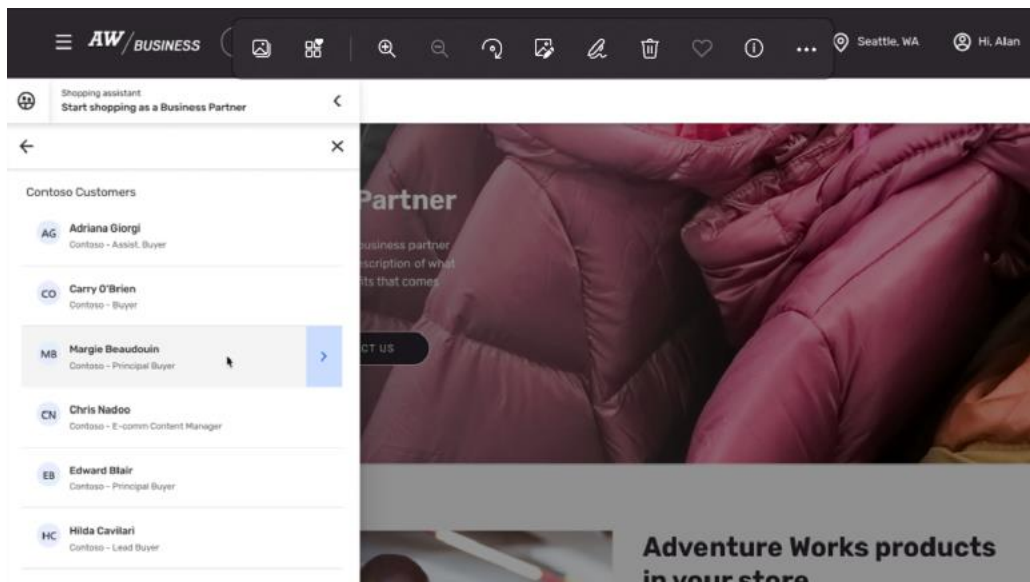 AW/BUSINESS
Seattle, WA
Hi, Alan
Shopping assistant
Start shopping as a Business Partner
Contoso Customers
AG
Adriana Giorgi
Contoso - Assist. Buyer
CO
Carry O'Brien
Contoso - Buyer
MB
Margie Beaudouin
Contoso - Principal Buyer
CN
Chris Nadoo
Contoso - E-comm Content Manager
EB
Edward Blair
Contoso - Principal Buyer
HC
Hilda Cavilari
Contoso - Lead Buyer
Partner
business partner
scription of what
its that comes
CT US
Adventure Works products
in your store